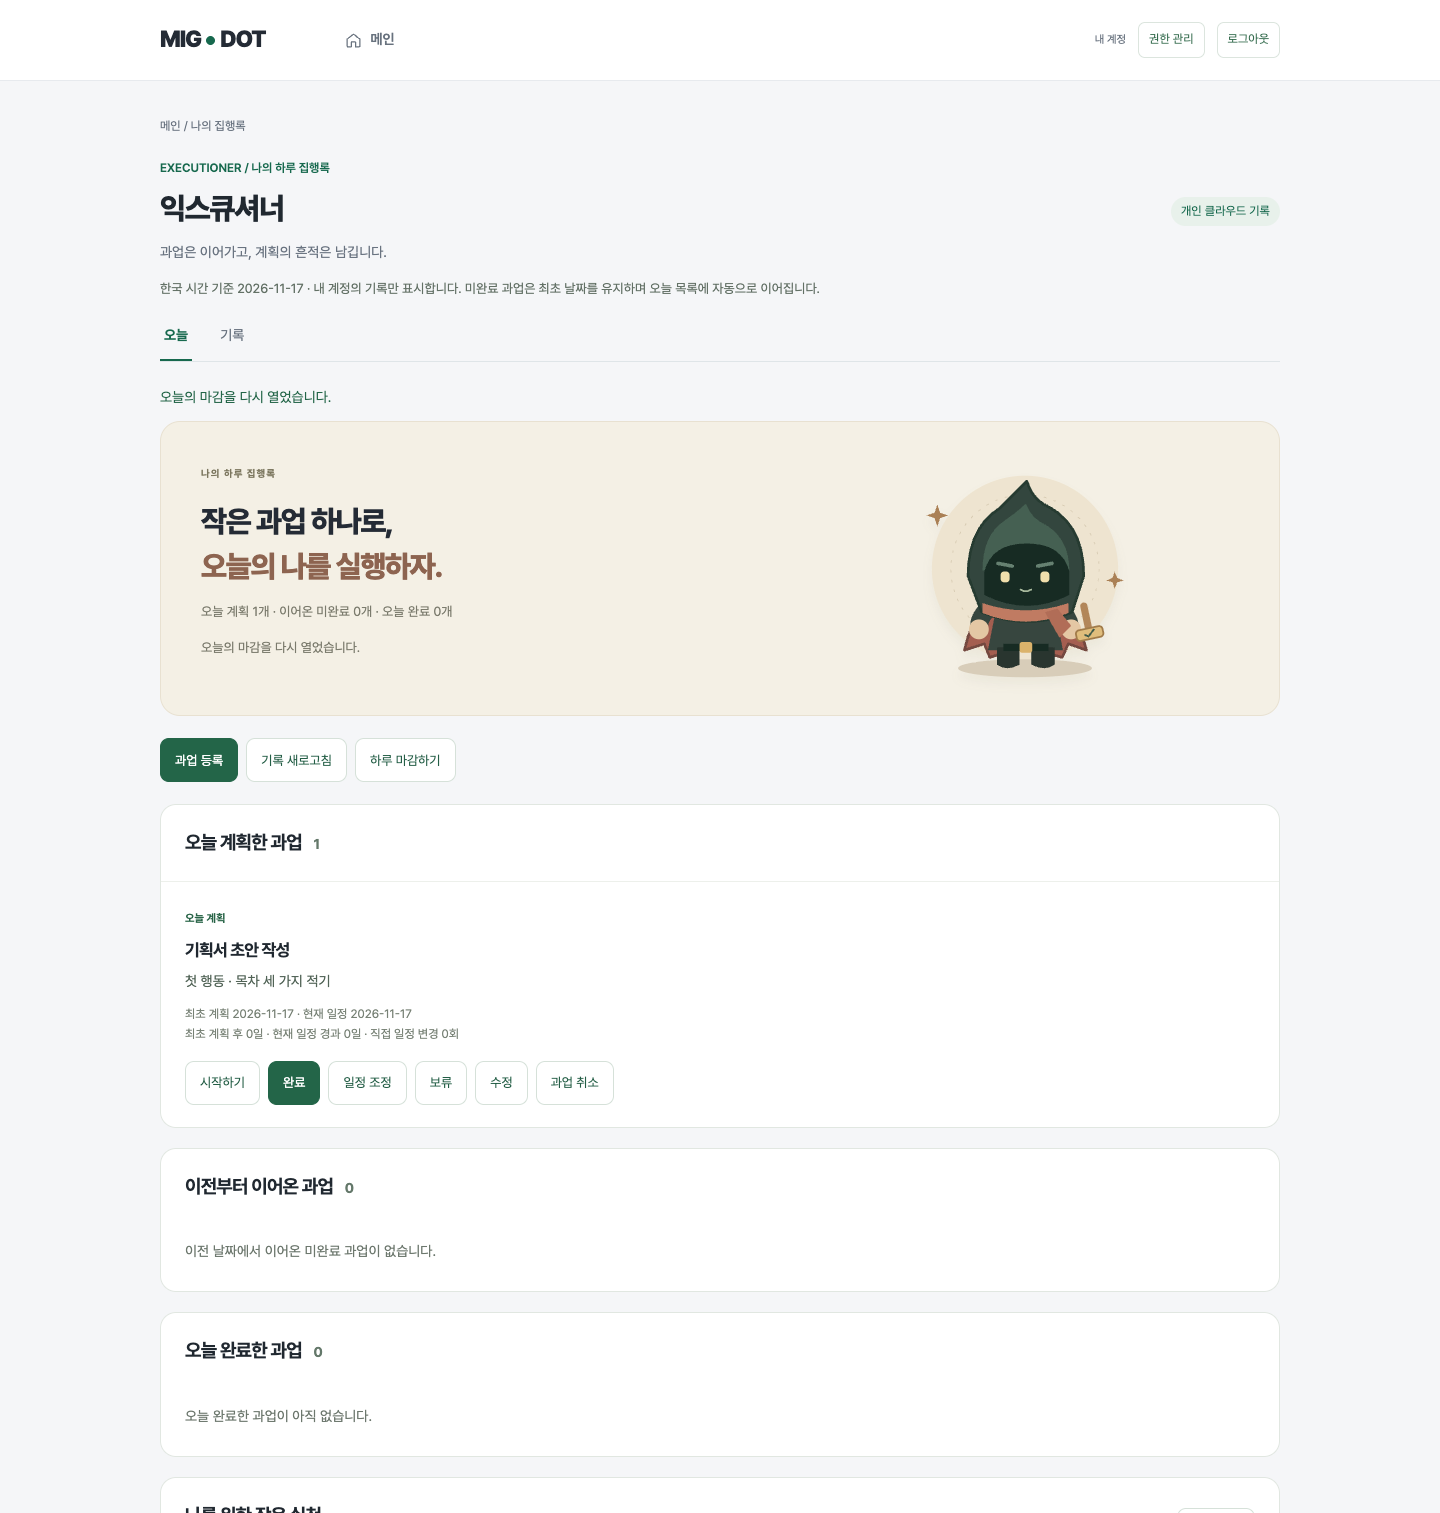 MIG DOT
메인
내 계정
권한 관리
로그아웃
메인 / 나의 집행록
EXECUTIONER / 나의 하루 집행록
익스큐셔너
개인 클라우드 기록
과업은 이어가고, 계획의 흔적은 남깁니다.
한국 시간 기준 2026-11-17 · 내 계정의 기록만 표시합니다. 미완료 과업은 최초 날짜를 유지하며 오늘 목록에 자동으로 이어집니다.
오늘
기록
오늘의 마감을 다시 열었습니다.
나의 하루 집행록
작은 과업 하나로,
오늘의 나를 실행하자.
오늘 계획 1개 · 이어온 미완료 0개 · 오늘 완료 0개
오늘의 마감을 다시 열었습니다.
과업 등록
기록 새로고침
하루 마감하기
오늘 계획한 과업 1
오늘 계획
기획서 초안 작성
첫 행동 · 목차 세 가지 적기
최초 계획 2026-11-17 · 현재 일정 2026-11-17
최초 계획 후 0일 · 현재 일정 경과 0일 · 직접 일정 변경 0회
시작하기
완료
일정 조정
보류
수정
과업 취소
이전부터 이어온 과업 0
이전 날짜에서 이어온 미완료 과업이 없습니다.
오늘 완료한 과업 0
오늘 완료한 과업이 아직 없습니다.